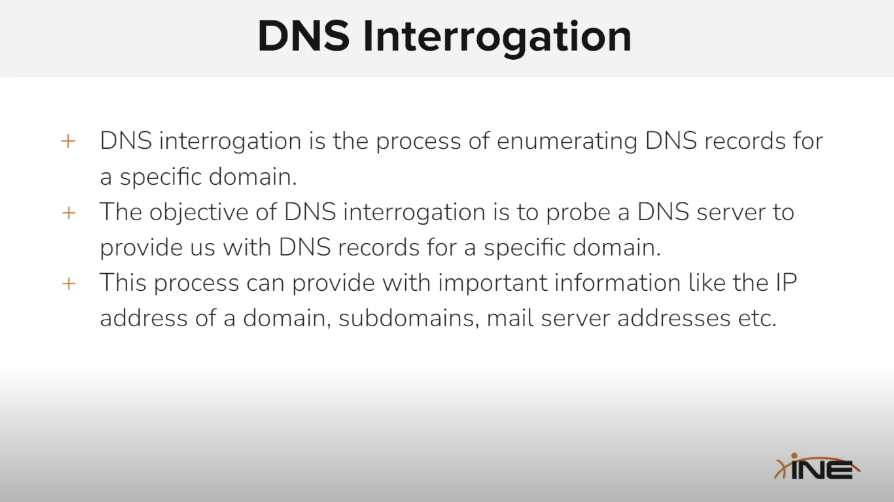 DNS Interrogation
+ DNS interrogation is the process of enumerating DNS records for
a specific domain.
+ The objective of DNS interrogation is to probe a DNS server to
provide us with DNS records for a specific domain.
+ This process can provide with important information like the IP
address of a domain, subdomains, mail server addresses etc.
iNE